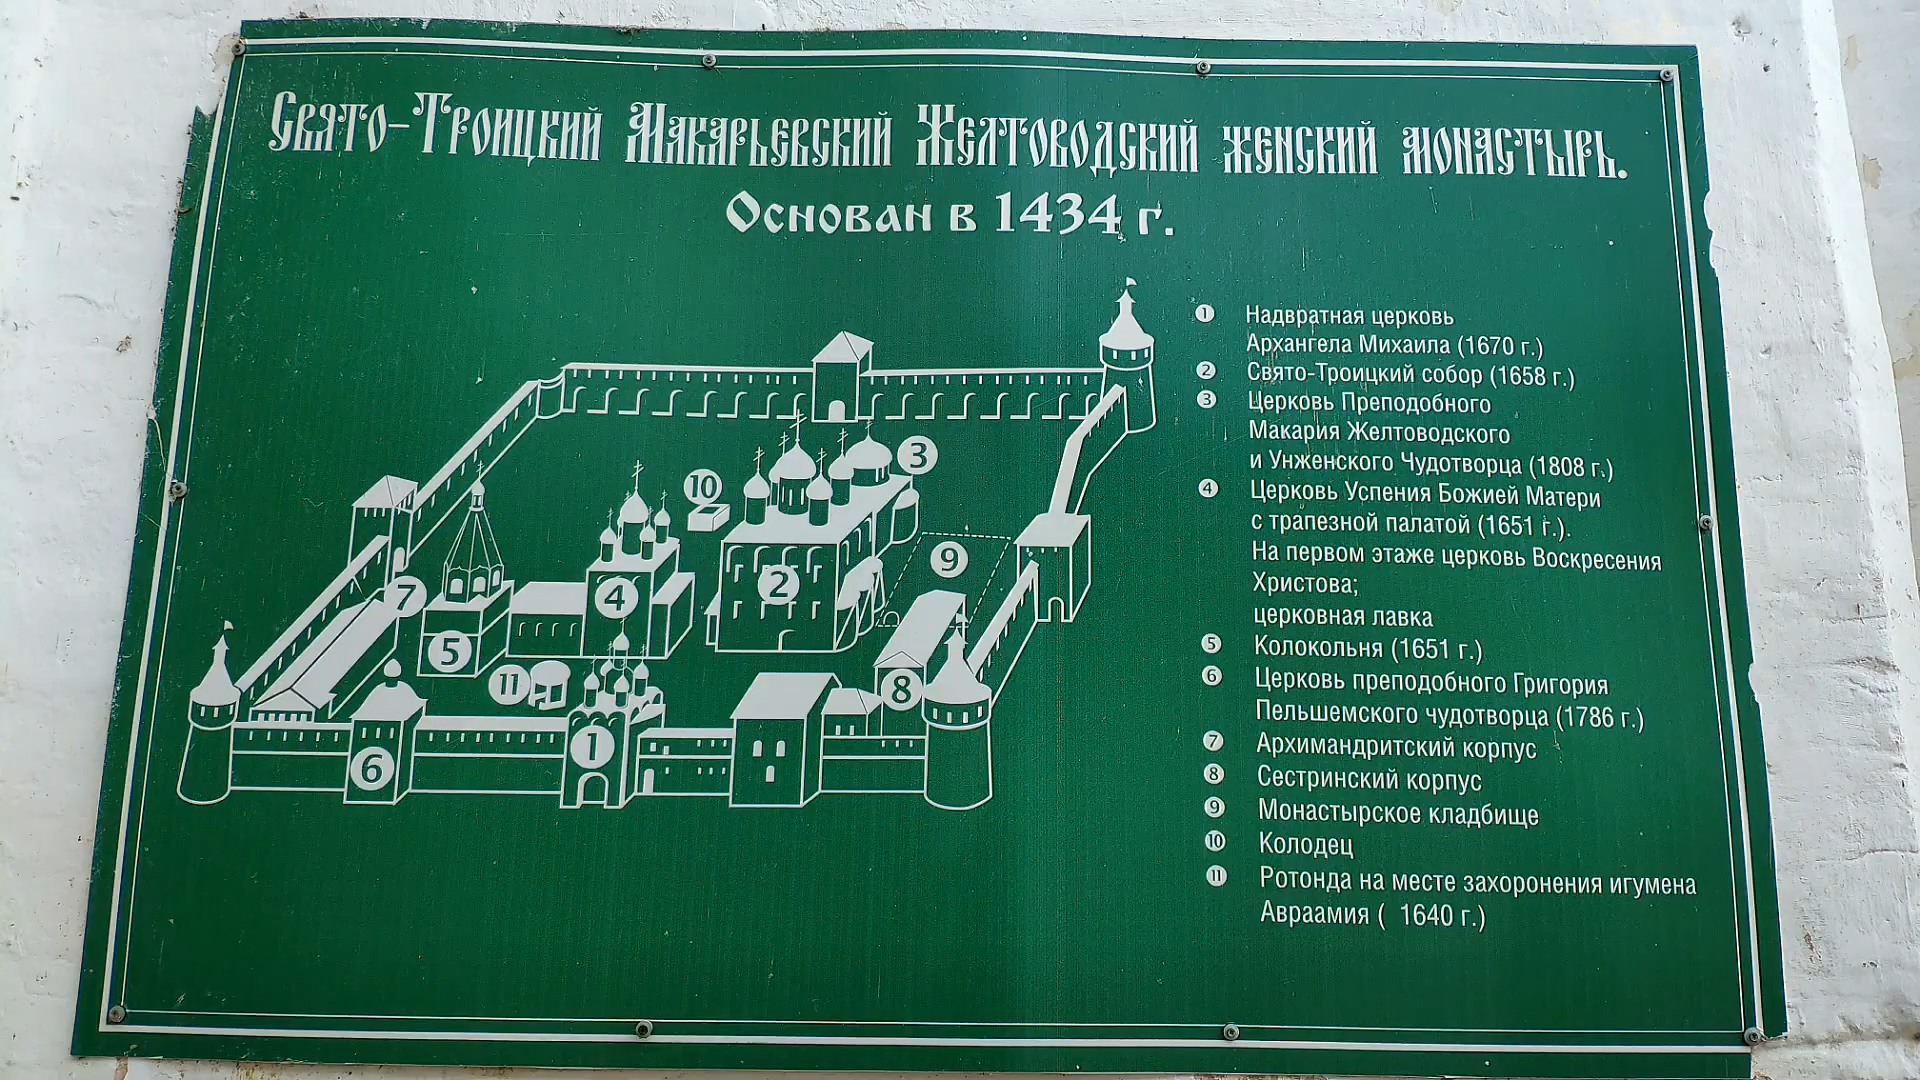 Свято-Троицкий Макарьевский Желтоводский женский монастырь.
Основан в 1434 г.
1 Надвратная церковь
Архангела Михаила (1670 г.)
2 Свято-Троицкий собор (1658 г.)
3 Церковь Преподобного
Макария Желтоводского
и Унженского Чудотворца (1808 г.)
4 Церковь Успения Божией Матери
с трапезной палатой (1651 г.).
На первом этаже церковь Воскресения
Христова;
церковная лавка
5 Колокольня (1651 г.)
6 Церковь преподобного Григория
Пельшемского чудотворца (1786 г.)
7 Архимандритский корпус
8 Сестринский корпус
9 Монастырское кладбище
10 Колодец
11 Ротонда на месте захоронения игумена
Авраамия ( 1640 г.)
3
10
9
7
4
2
5
11
8
1
6